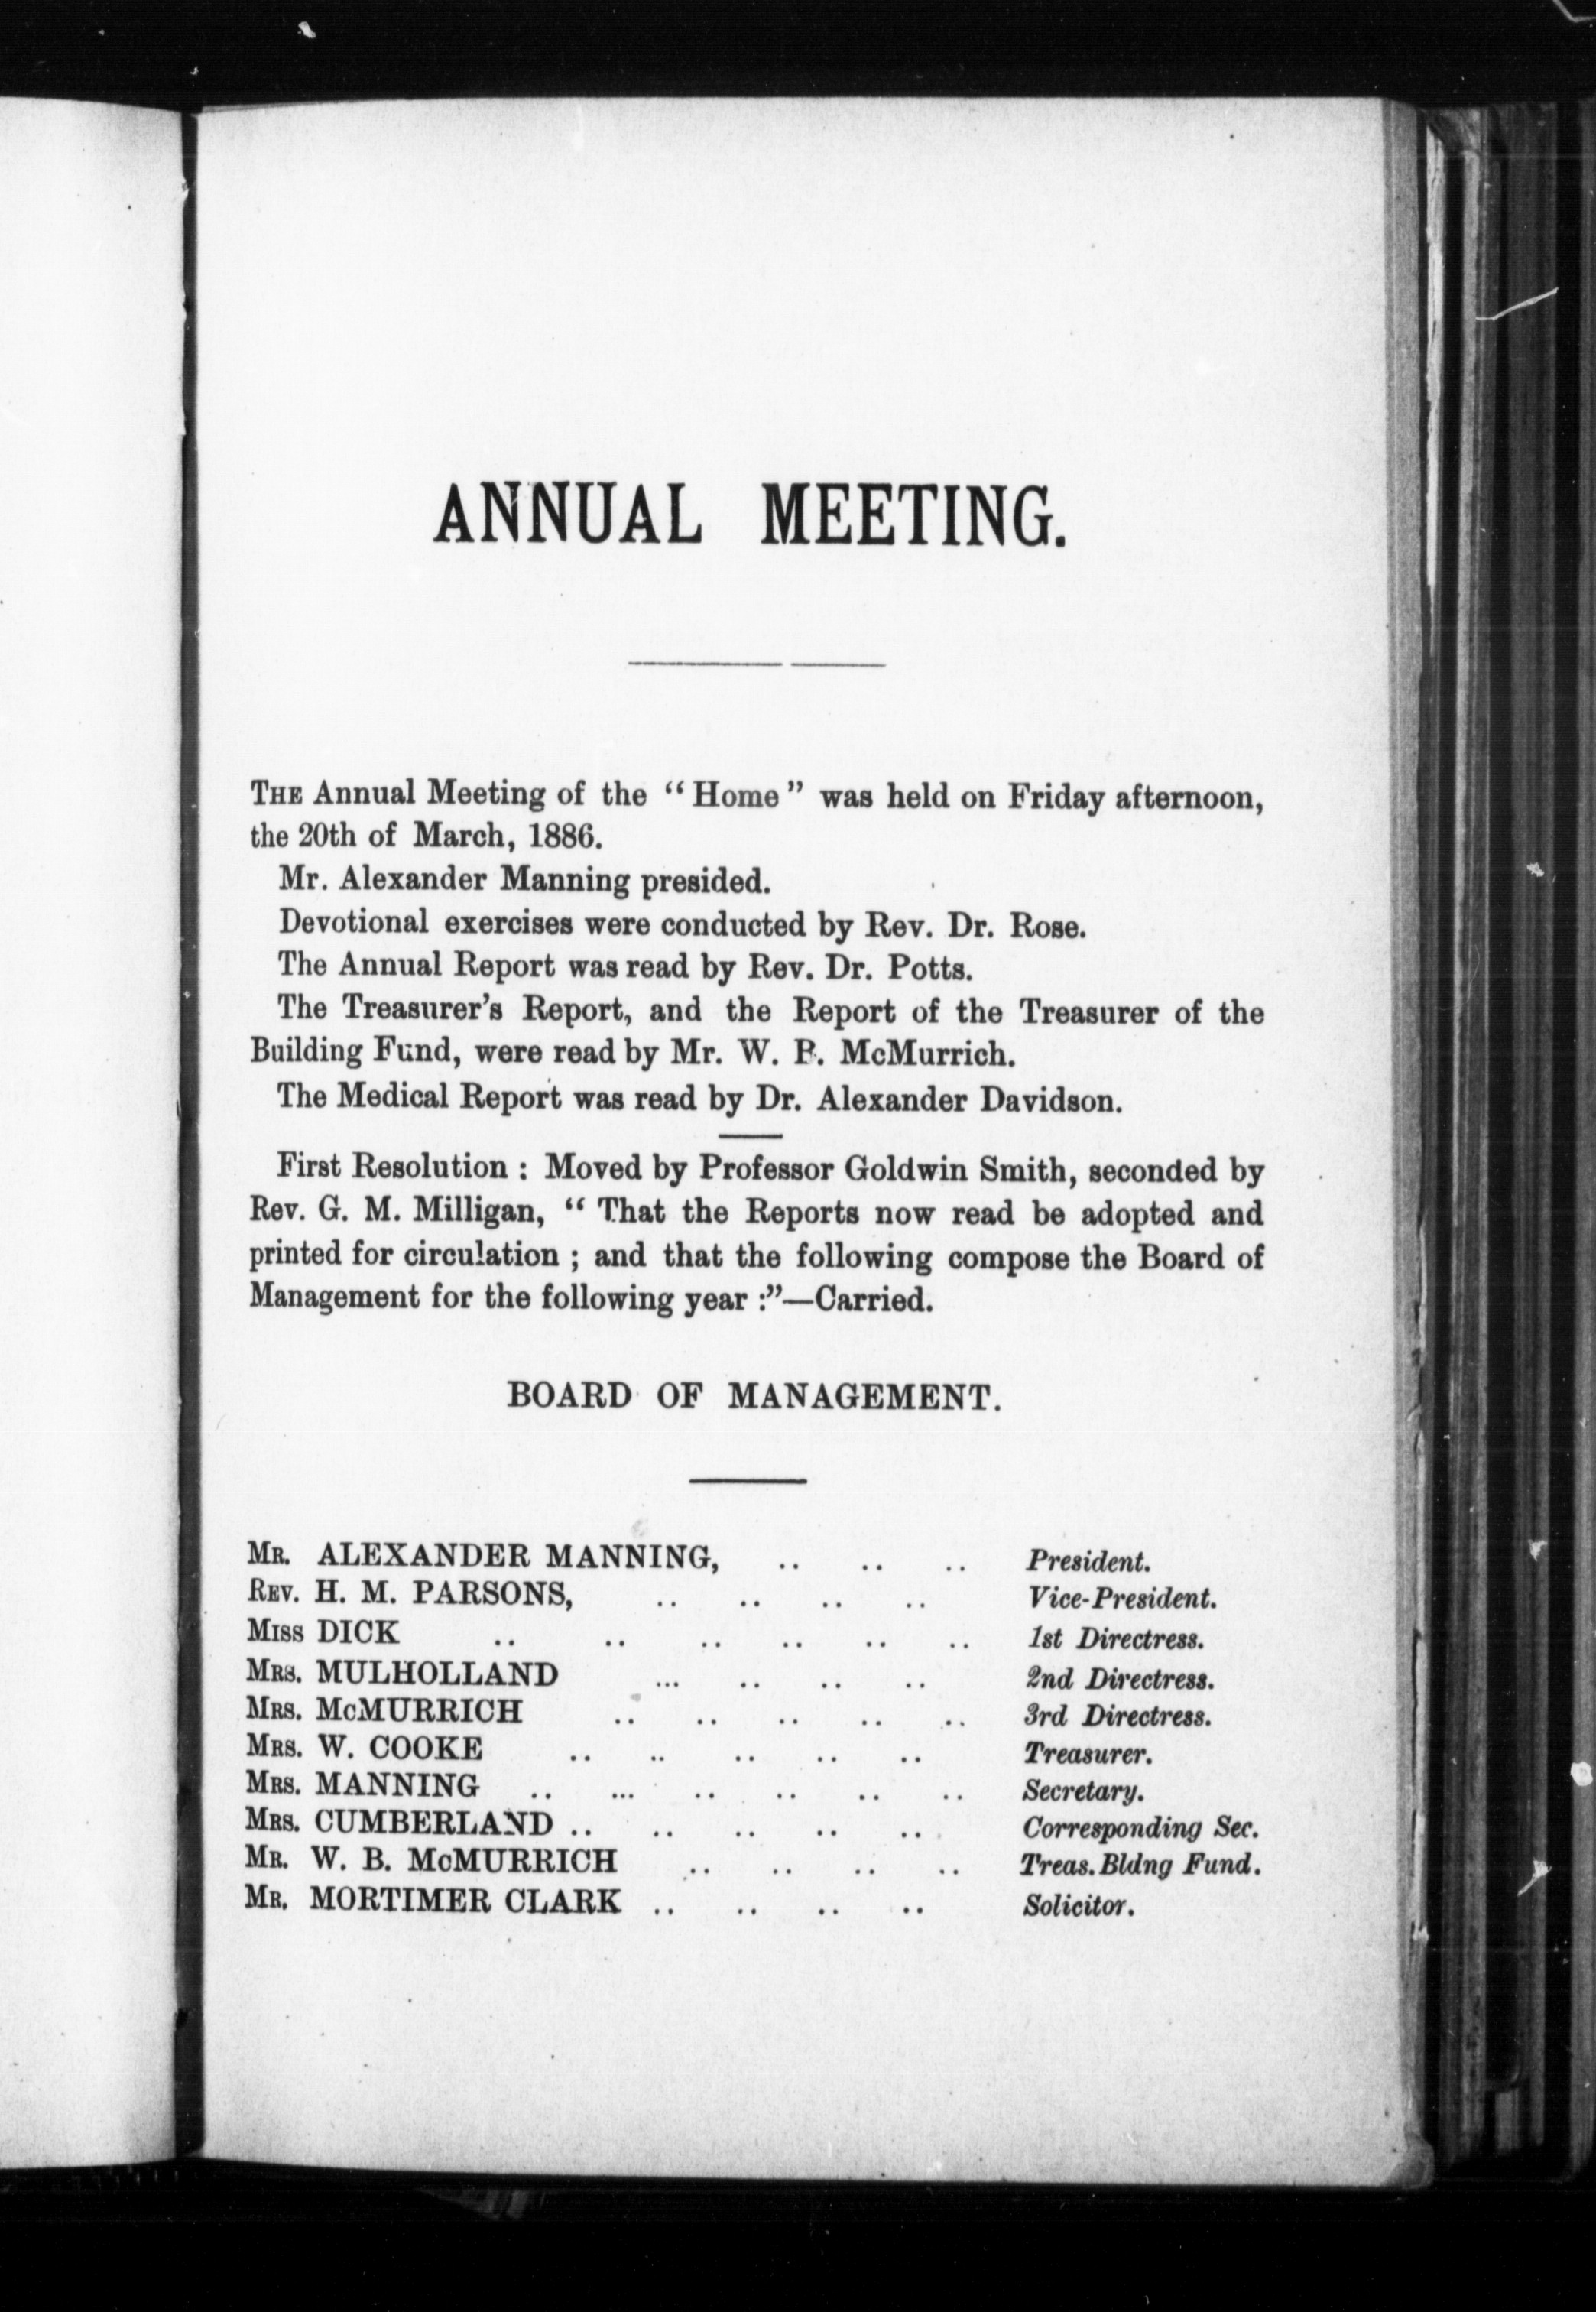 ANNUAL MEETING.
THE Annual Meeting of the “Home” was held on Friday afternoon,
the 20th of March, 1886.
Mr. Alexander Manning presided.
Devotional exercises were conducted by Rev. Dr. Rose.
The Annual Report was read by Rev. Dr. Potts.
The Treasurer’s Report, and the Report of the Treasurer of the
Building Fund, were read by Mr. W. B. McMurrich.
The Medical Report was read by Dr. Alexander Davidson.
First Resolution : Moved by Professor Goldwin Smith, seconded by
Rev. G. M. Milligan, “ That the Reports now read be adopted and
printed for circulation ; and that the following compose the Board of
Management for the following year :”—Carried.
BOARD OF MANAGEMENT.
MR. ALEXANDER MANNING, .. .. .. President.
REV. H. M. PARSONS, .. .. .. .. Vice-President.
MISS DICK .. .. .. .. .. .. 1st Directress.
MRS. MULHOLLAND ... .. .. .. 2nd Directress.
MRS. McMURRICH .. .. .. .. .. 3rd Directress.
MRS. W. COOKE .. .. .. .. .. Treasurer.
MRS. MANNING .. ... .. .. .. .. Secretary.
MRS. CUMBERLAND .. .. .. .. .. Corresponding Sec.
MR. W. B. McMURRICH .. .. .. .. Treas. Bldng Fund.
MR. MORTIMER CLARK .. .. .. .. Solicitor.